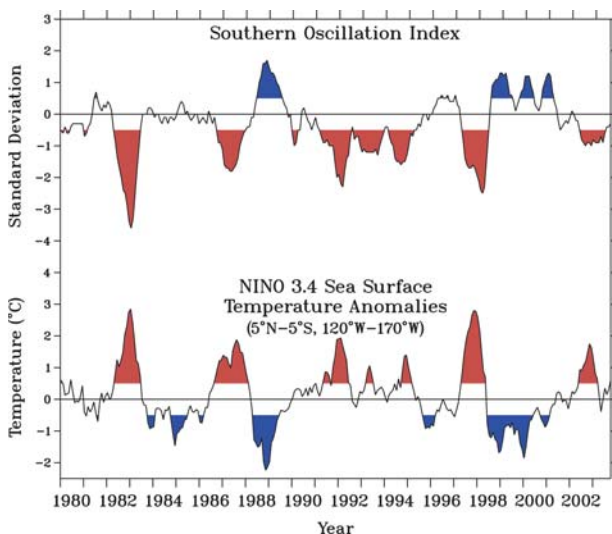 Southern Oscillation Index
3
2
1
0
-1
-2
-3
-4
Standard Deviation
NINO 3.4 Sea Surface
Temperature Anomalies
(5°N–5°S, 120°W–170°W)
4
3
2
1
0
-1
-2
Temperature (°C)
1980 1982 1984 1986 1988 1990 1992 1994 1996 1998 2000 2002
Year